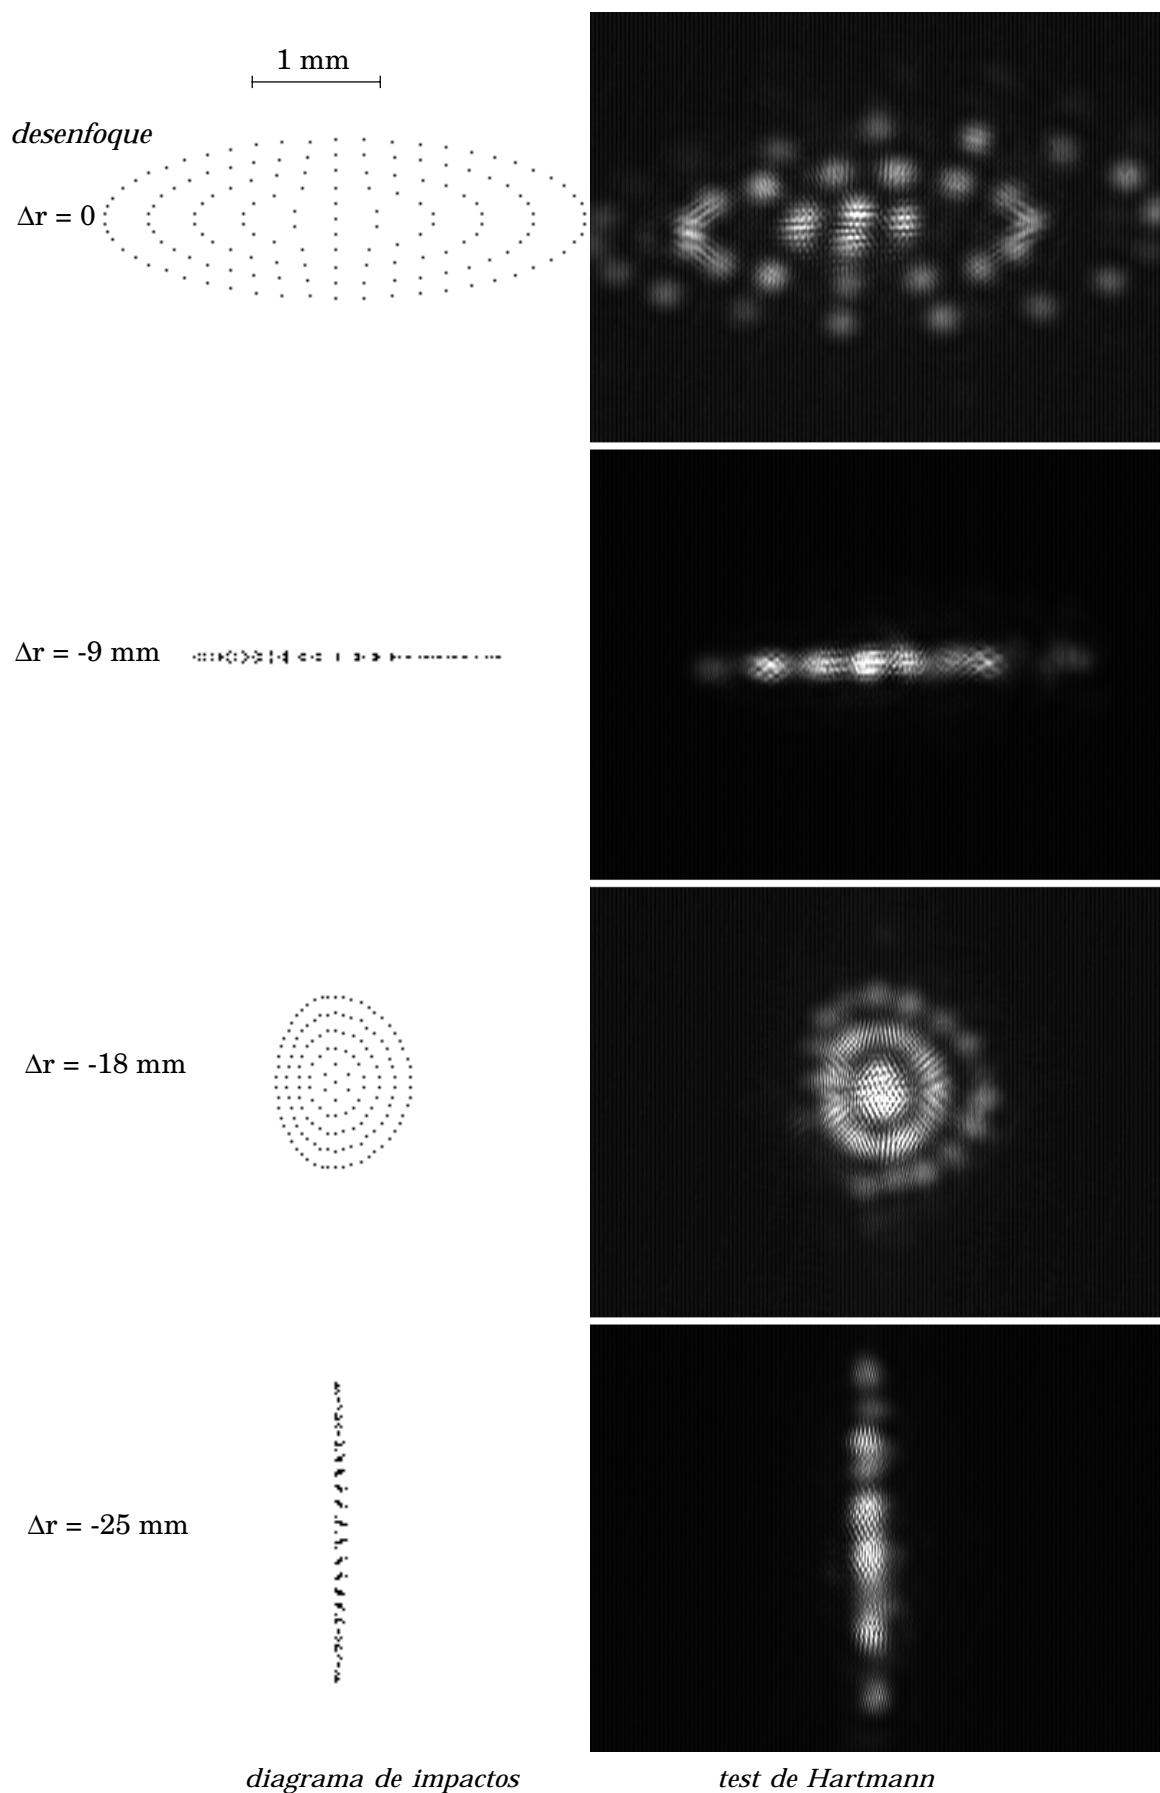 1 mm
desenfoque
Δr = 0
Δr = -9 mm
Δr = -18 mm
Δr = -25 mm
diagrama de impactos
test de Hartmann